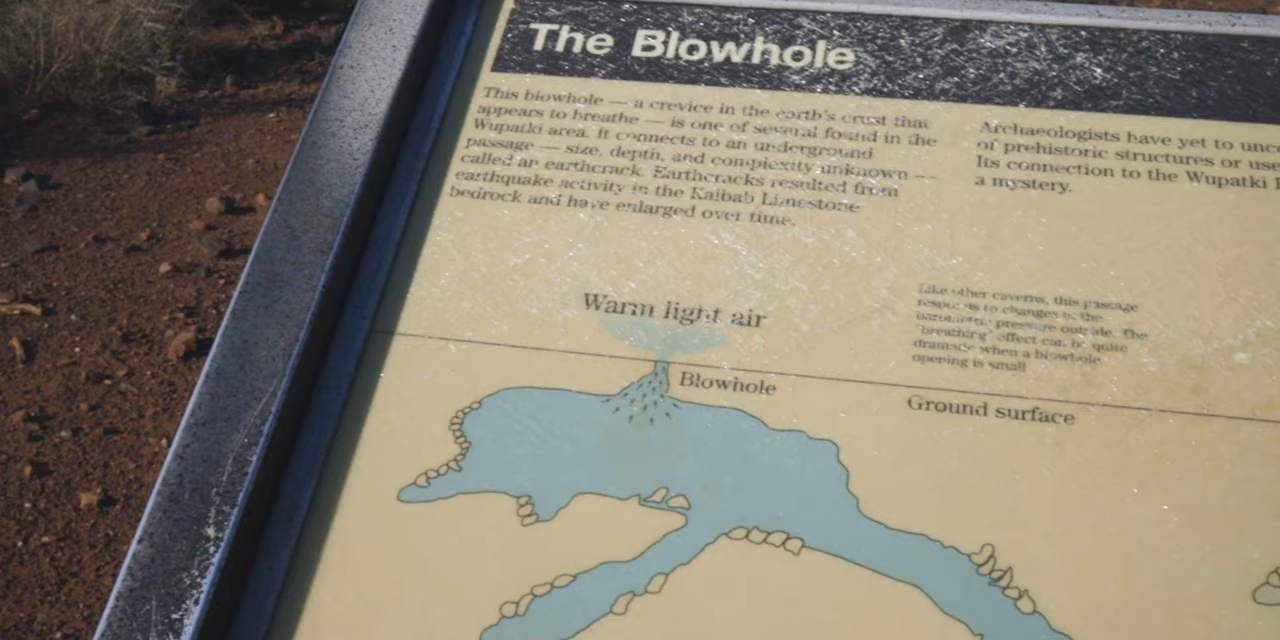 The Blowhole
This blowhole — a crevice in the earth's crust that
appears to breathe — is one of several found in the
Wupatki area. It connects to an underground
passage — size, depth, and complexity unknown —
called an earthcrack. Earthcracks resulted from
earthquake activity in the Kaibab Limestone
bedrock and have enlarged over time.
Archaeologists have yet to
of prehistoric structures or
Its connection to the Wupatki
a mystery.
Warm light air
Like other caverns, this passage
responds to changes in the
barometric pressure outside. The
"breathing" effect can be quite
dramatic when a blowhole
opening is small
Blowhole
Ground surface